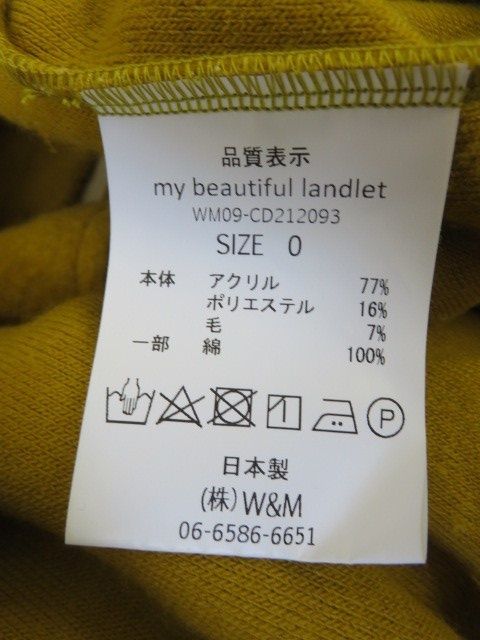 品質表示
my beautiful landlet
WM09-CD212093
SIZE 0
本体 アクリル 77%
ポリエステル 16%
毛 7%
一部 綿 100%
P
日本製
(株)W&M
06-6586-6651